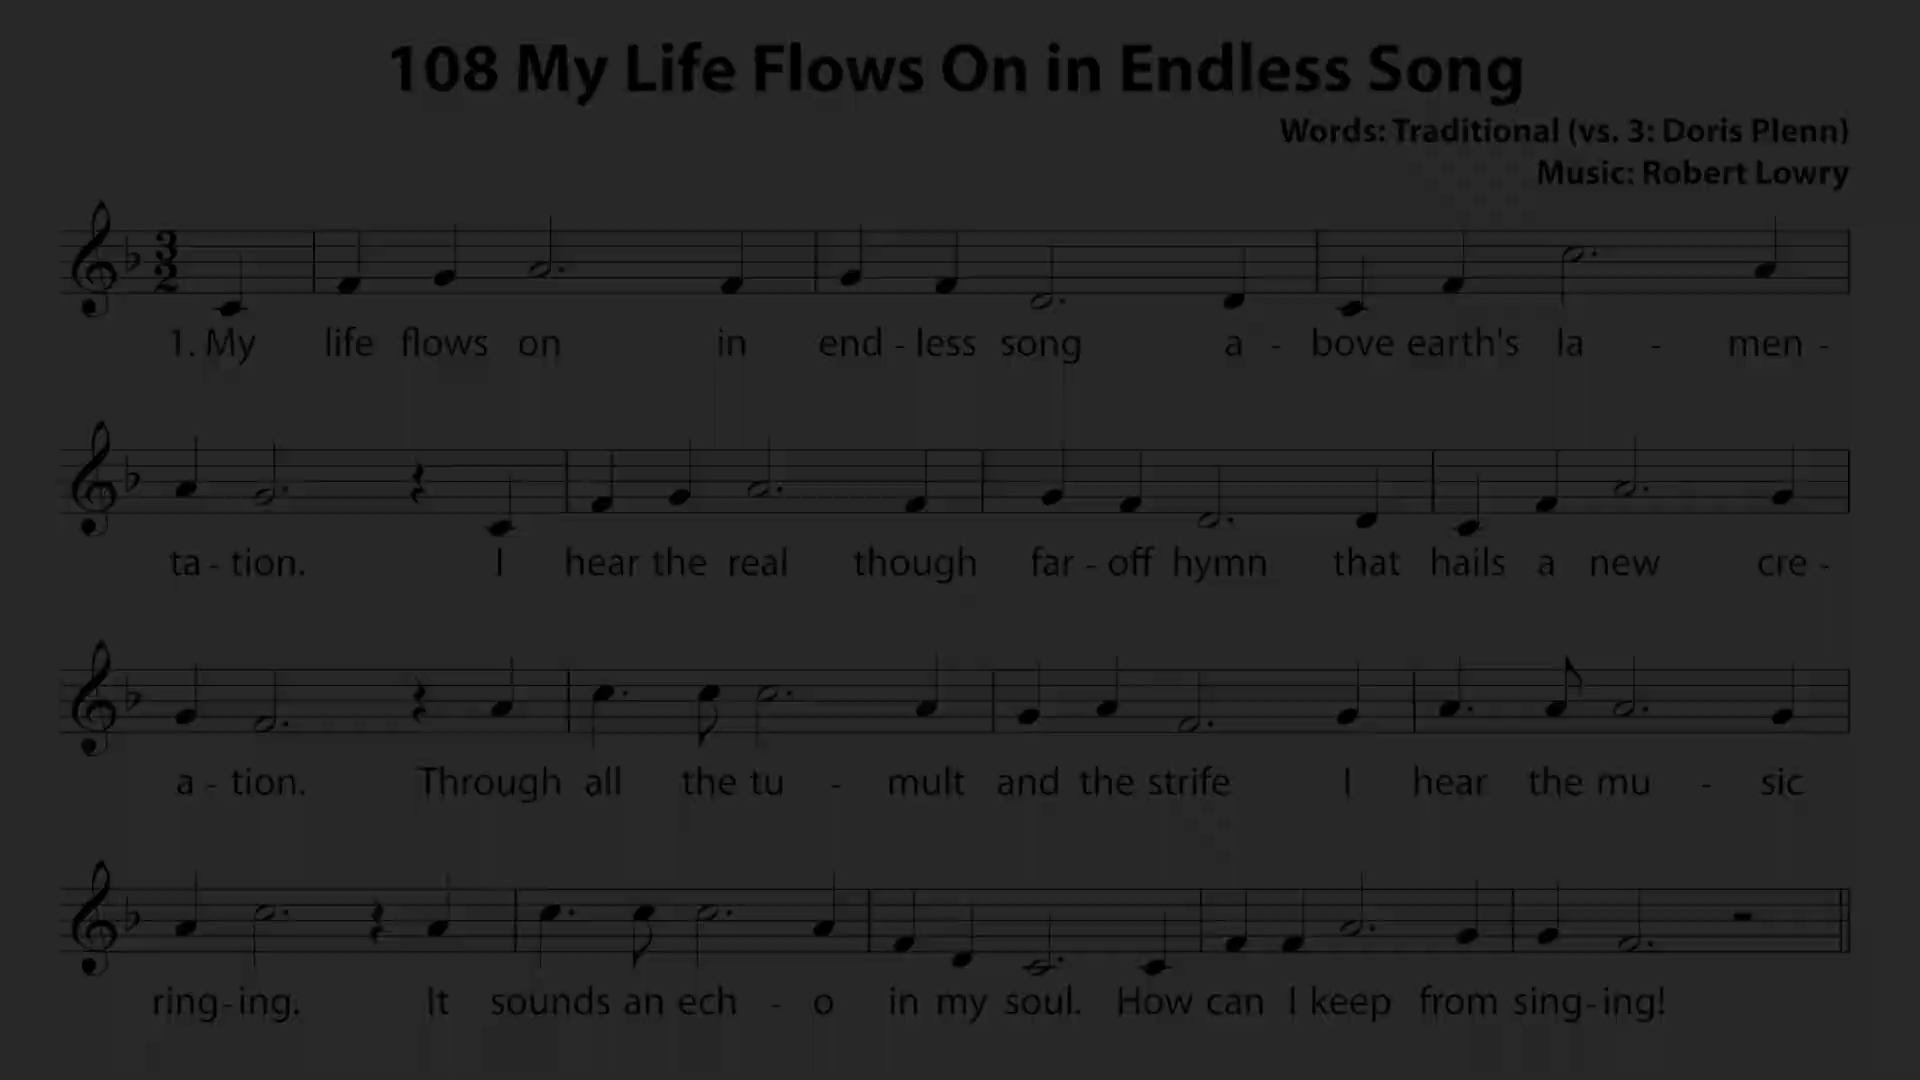 108 My Life Flows On in Endless Song
Words: Traditional (vs. 3: Doris Plenn)
Music: Robert Lowry
3
2
1. My life flows on in end - less song a - bove earth's la - men -
ta - tion. I hear the real though far - off hymn that hails a new cre -
a - tion. Through all the tu - mult and the strife I hear the mu - sic
ring - ing. It sounds an ech - o in my soul. How can I keep from sing - ing!